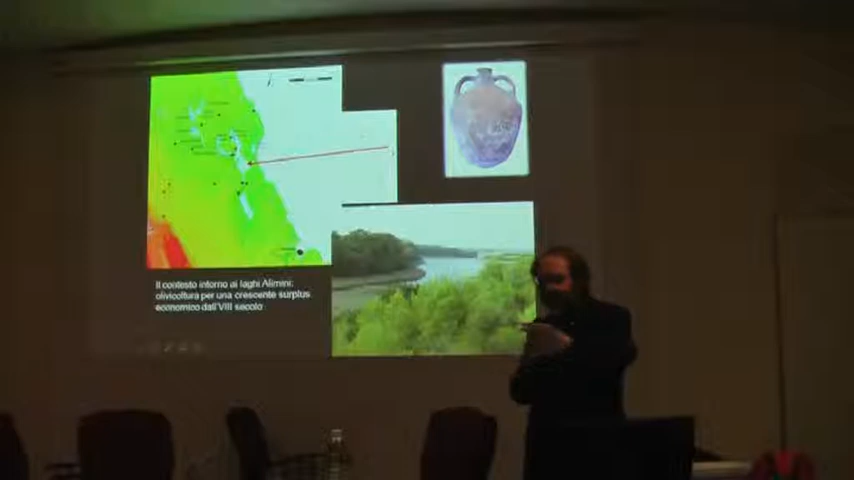 Il contesto intorno ai laghi Alimini:
olivicoltura per una crescente surplus
economico dall'VIII secolo